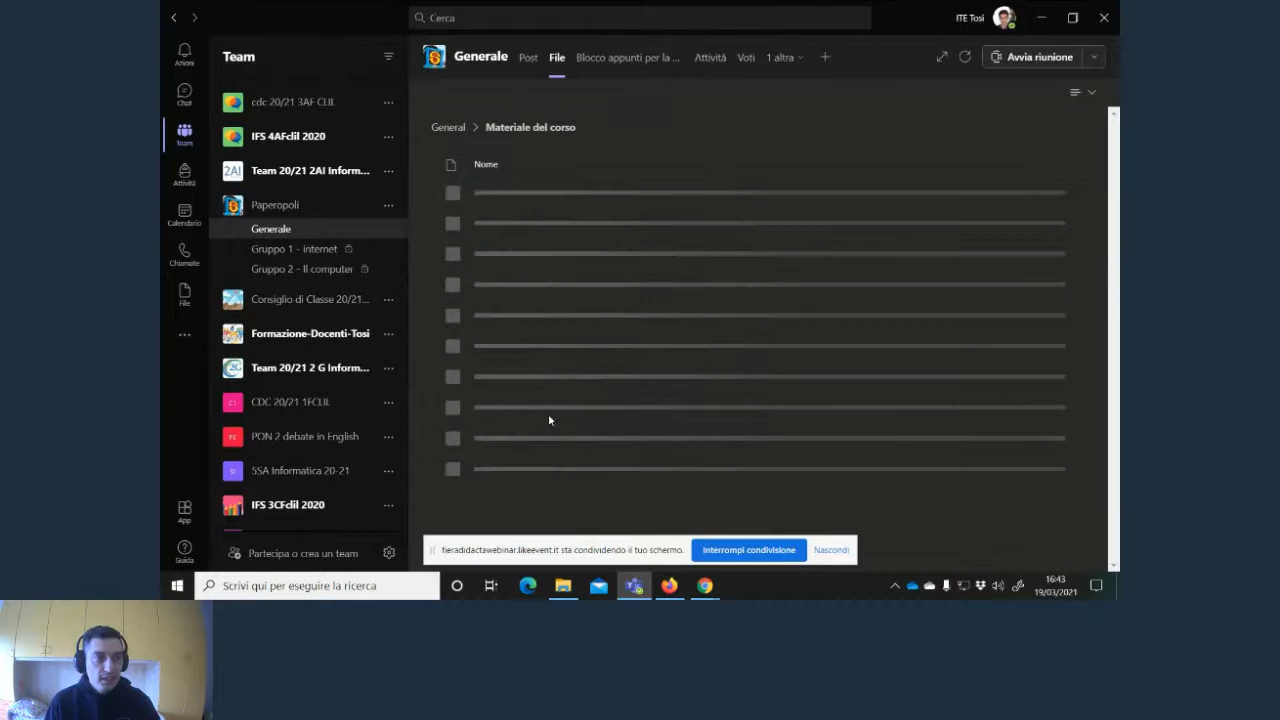 Cerca
ITE Tosi
Azioni
Chat
Team
Attività
Calendario
Chiamate
File
App
Guida
Team
cdc 20/21 3AF CLIL
IFS 4AFclil 2020
2AI
Team 20/21 2AI Inform...
Paperopoli
Generale
Gruppo 1 - internet
Gruppo 2 - Il computer
Consiglio di Classe 20/21...
Formazione-Docenti-Tosi
Team 20/21 2 G Inform...
CDC 20/21 1FCLIL
PON 2 debate in English
5SA Informatica 20-21
IFS 3CFclil 2020
Partecipa o crea un team
Generale Post File Blocco appunti per la ... Attività Voti 1 altra
Avvia riunione
General > Materiale del corso
Nome
fieradidactawebinar.likeevent.it sta condividendo il tuo schermo. Interrompi condivisione Nascondi
Scrivi qui per eseguire la ricerca
16:43
19/03/2021